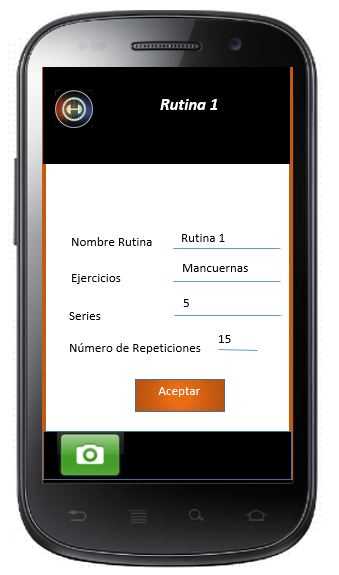 Rutina 1
Nombre Rutina Rutina 1
Ejercicios Mancuernas
Series 5
Número de Repeticiones 15
Aceptar